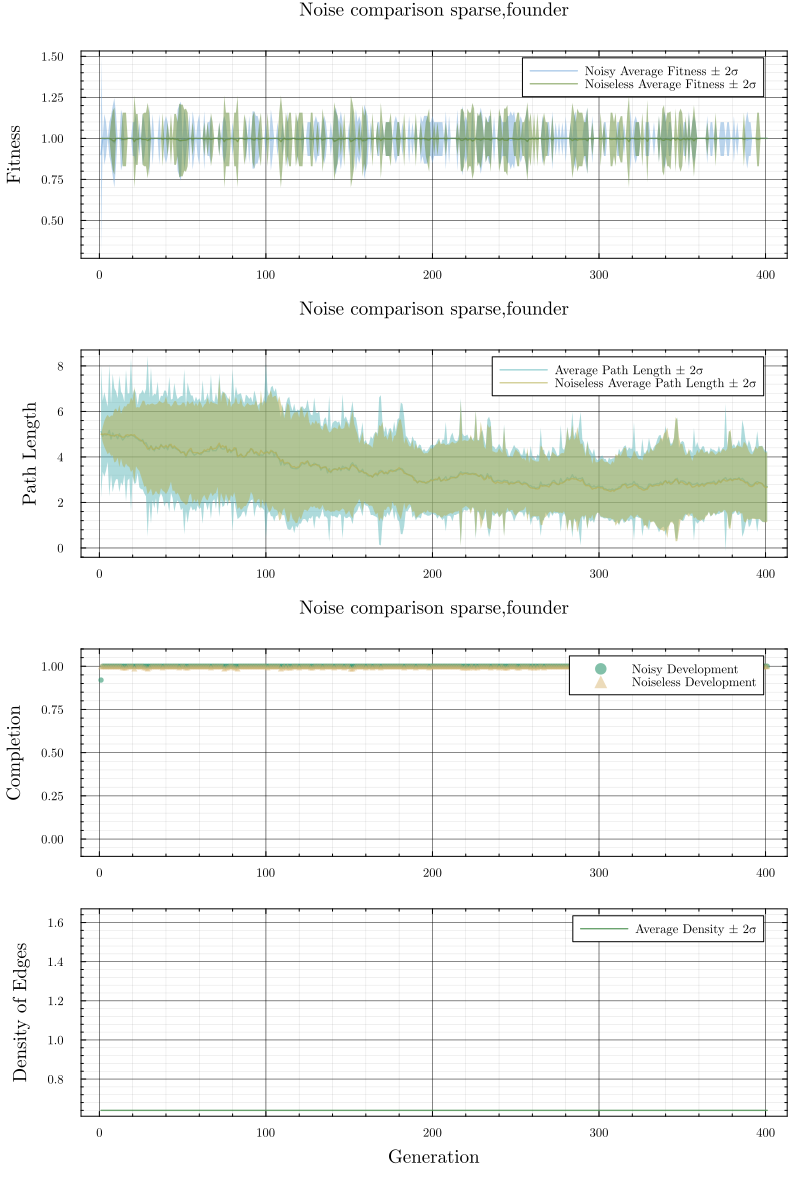 Noise comparison sparse,founder
Fitness
1.50
1.25
1.00
0.75
0.50
Noisy Average Fitness ± 2σ
Noiseless Average Fitness ± 2σ
0 100 200 300 400
Noise comparison sparse,founder
Path Length
8
6
4
2
0
Average Path Length ± 2σ
Noiseless Average Path Length ± 2σ
0 100 200 300 400
Noise comparison sparse,founder
Completion
1.00
0.75
0.50
0.25
0.00
Noisy Development
Noiseless Development
0 100 200 300 400
Density of Edges
1.6
1.4
1.2
1.0
0.8
Average Density ± 2σ
0 100 200 300 400
Generation